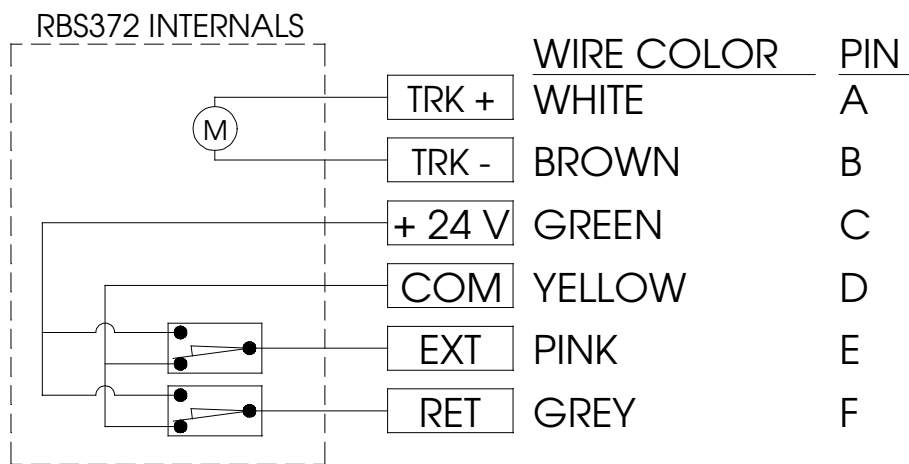 RBS372 INTERNALS
WIRE COLOR PIN
M
TRK + WHITE A
TRK - BROWN B
+ 24 V GREEN C
COM YELLOW D
EXT PINK E
RET GREY F